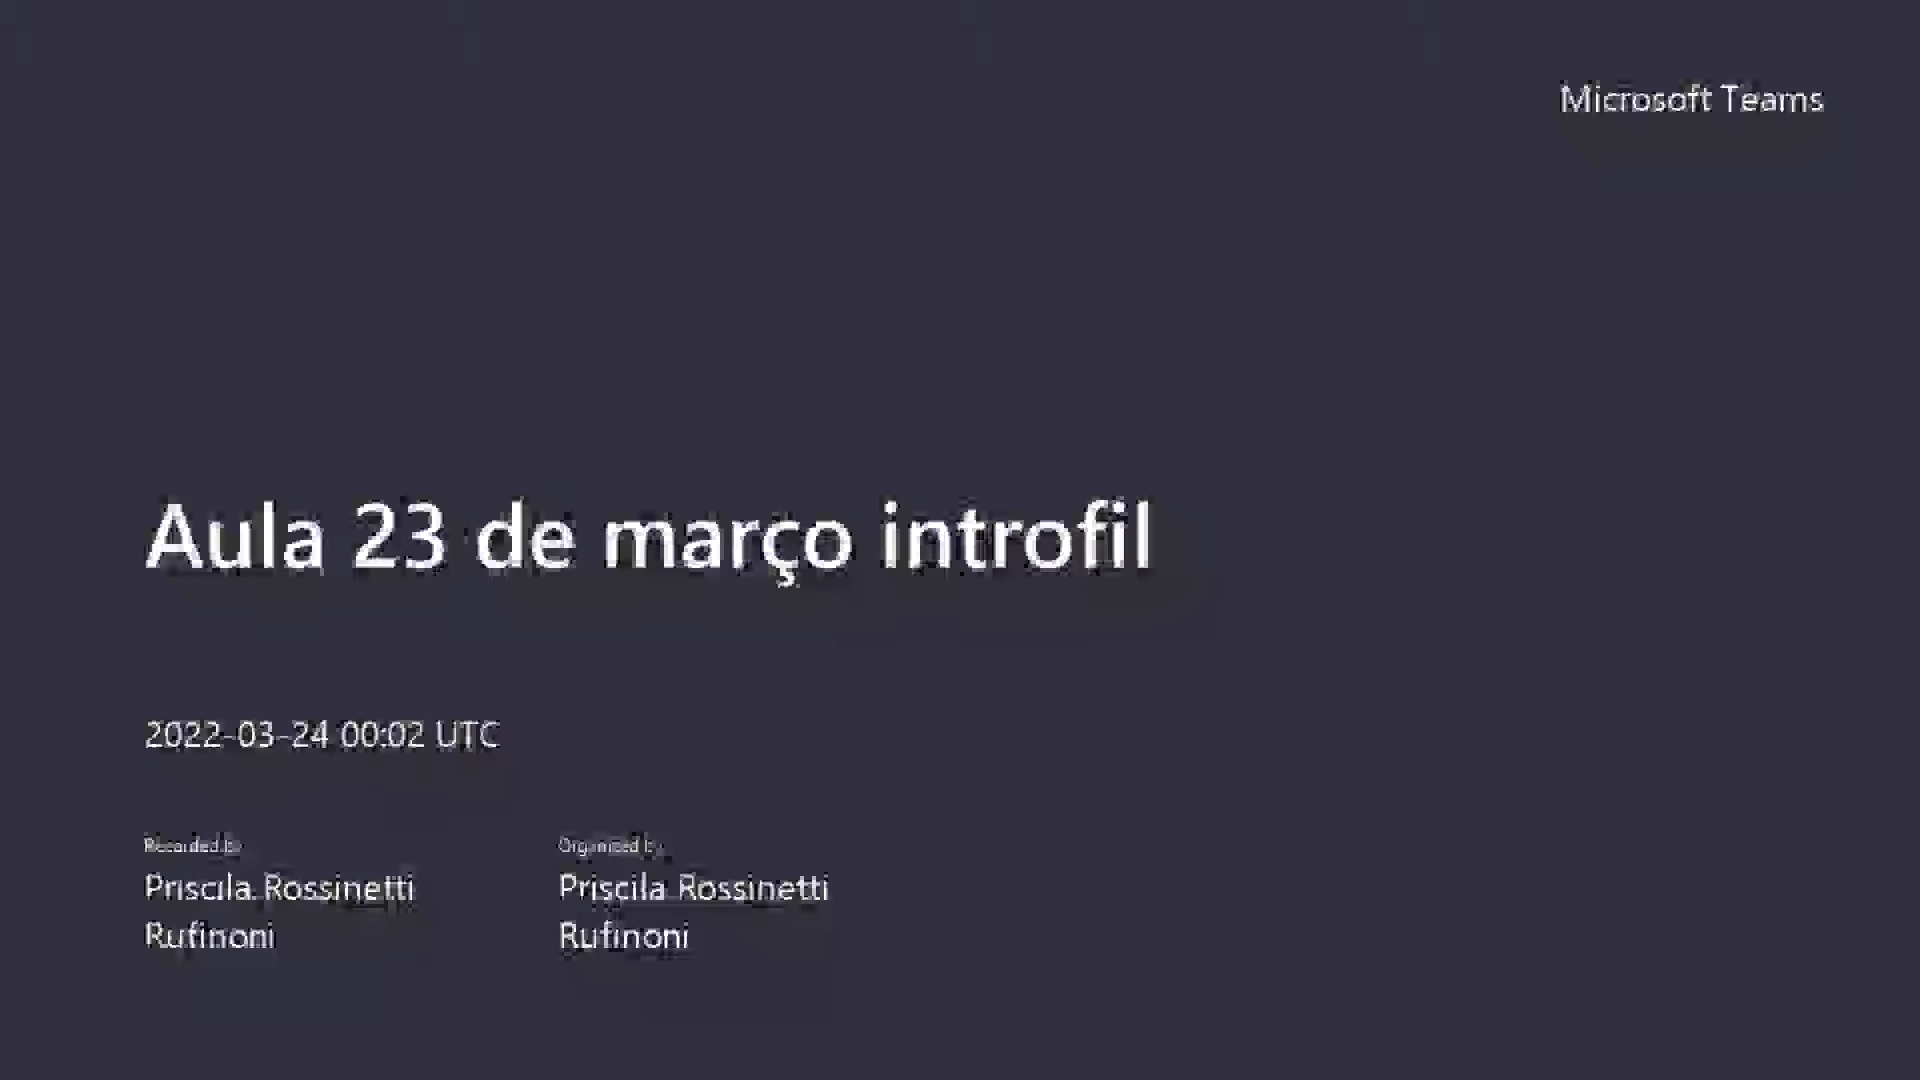 Microsoft Teams
Aula 23 de março introfil
2022-03-24 00:02 UTC
Recorded by
Organized by
Priscila Rossinetti
Rufinoni
Priscila Rossinetti
Rufinoni